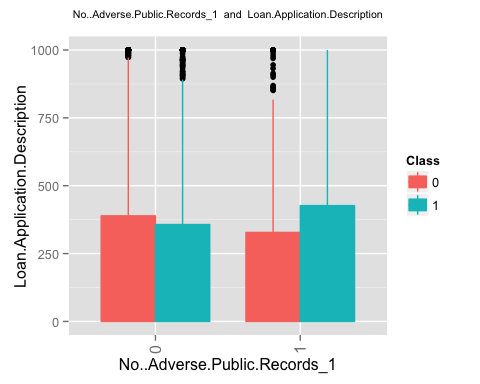 No..Adverse.Public.Records_1 and Loan.Application.Description
1000
750
500
250
0
Loan.Application.Description
0
1
No..Adverse.Public.Records_1
Class
0
1